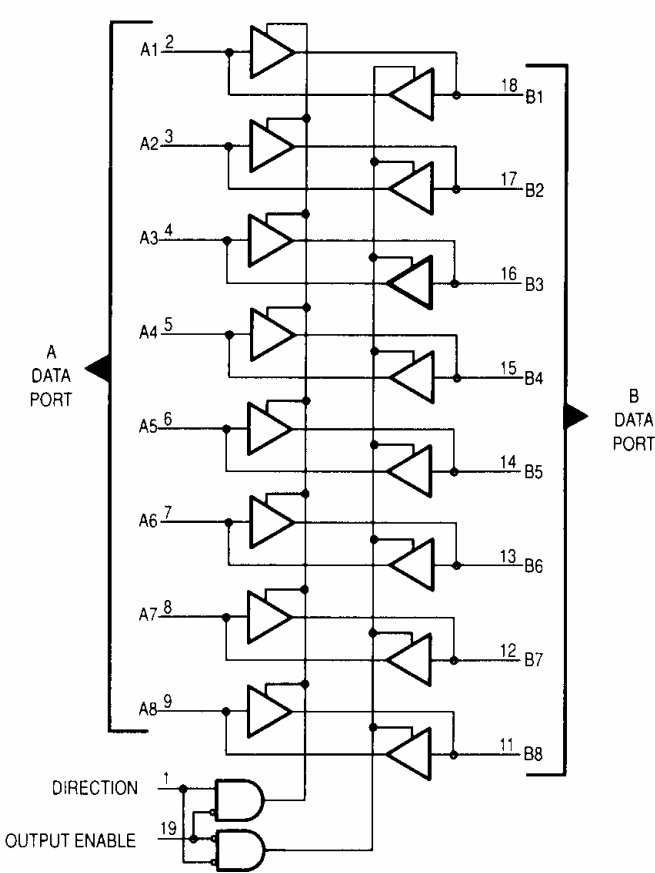 A1 2
18 B1
A2 3
17 B2
A3 4
16 B3
A4 5
15 B4
A
DATA
PORT
B
DATA
PORT
A5 6
14 B5
A6 7
13 B6
A7 8
12 B7
A8 9
11 B8
DIRECTION 1
OUTPUT ENABLE 19